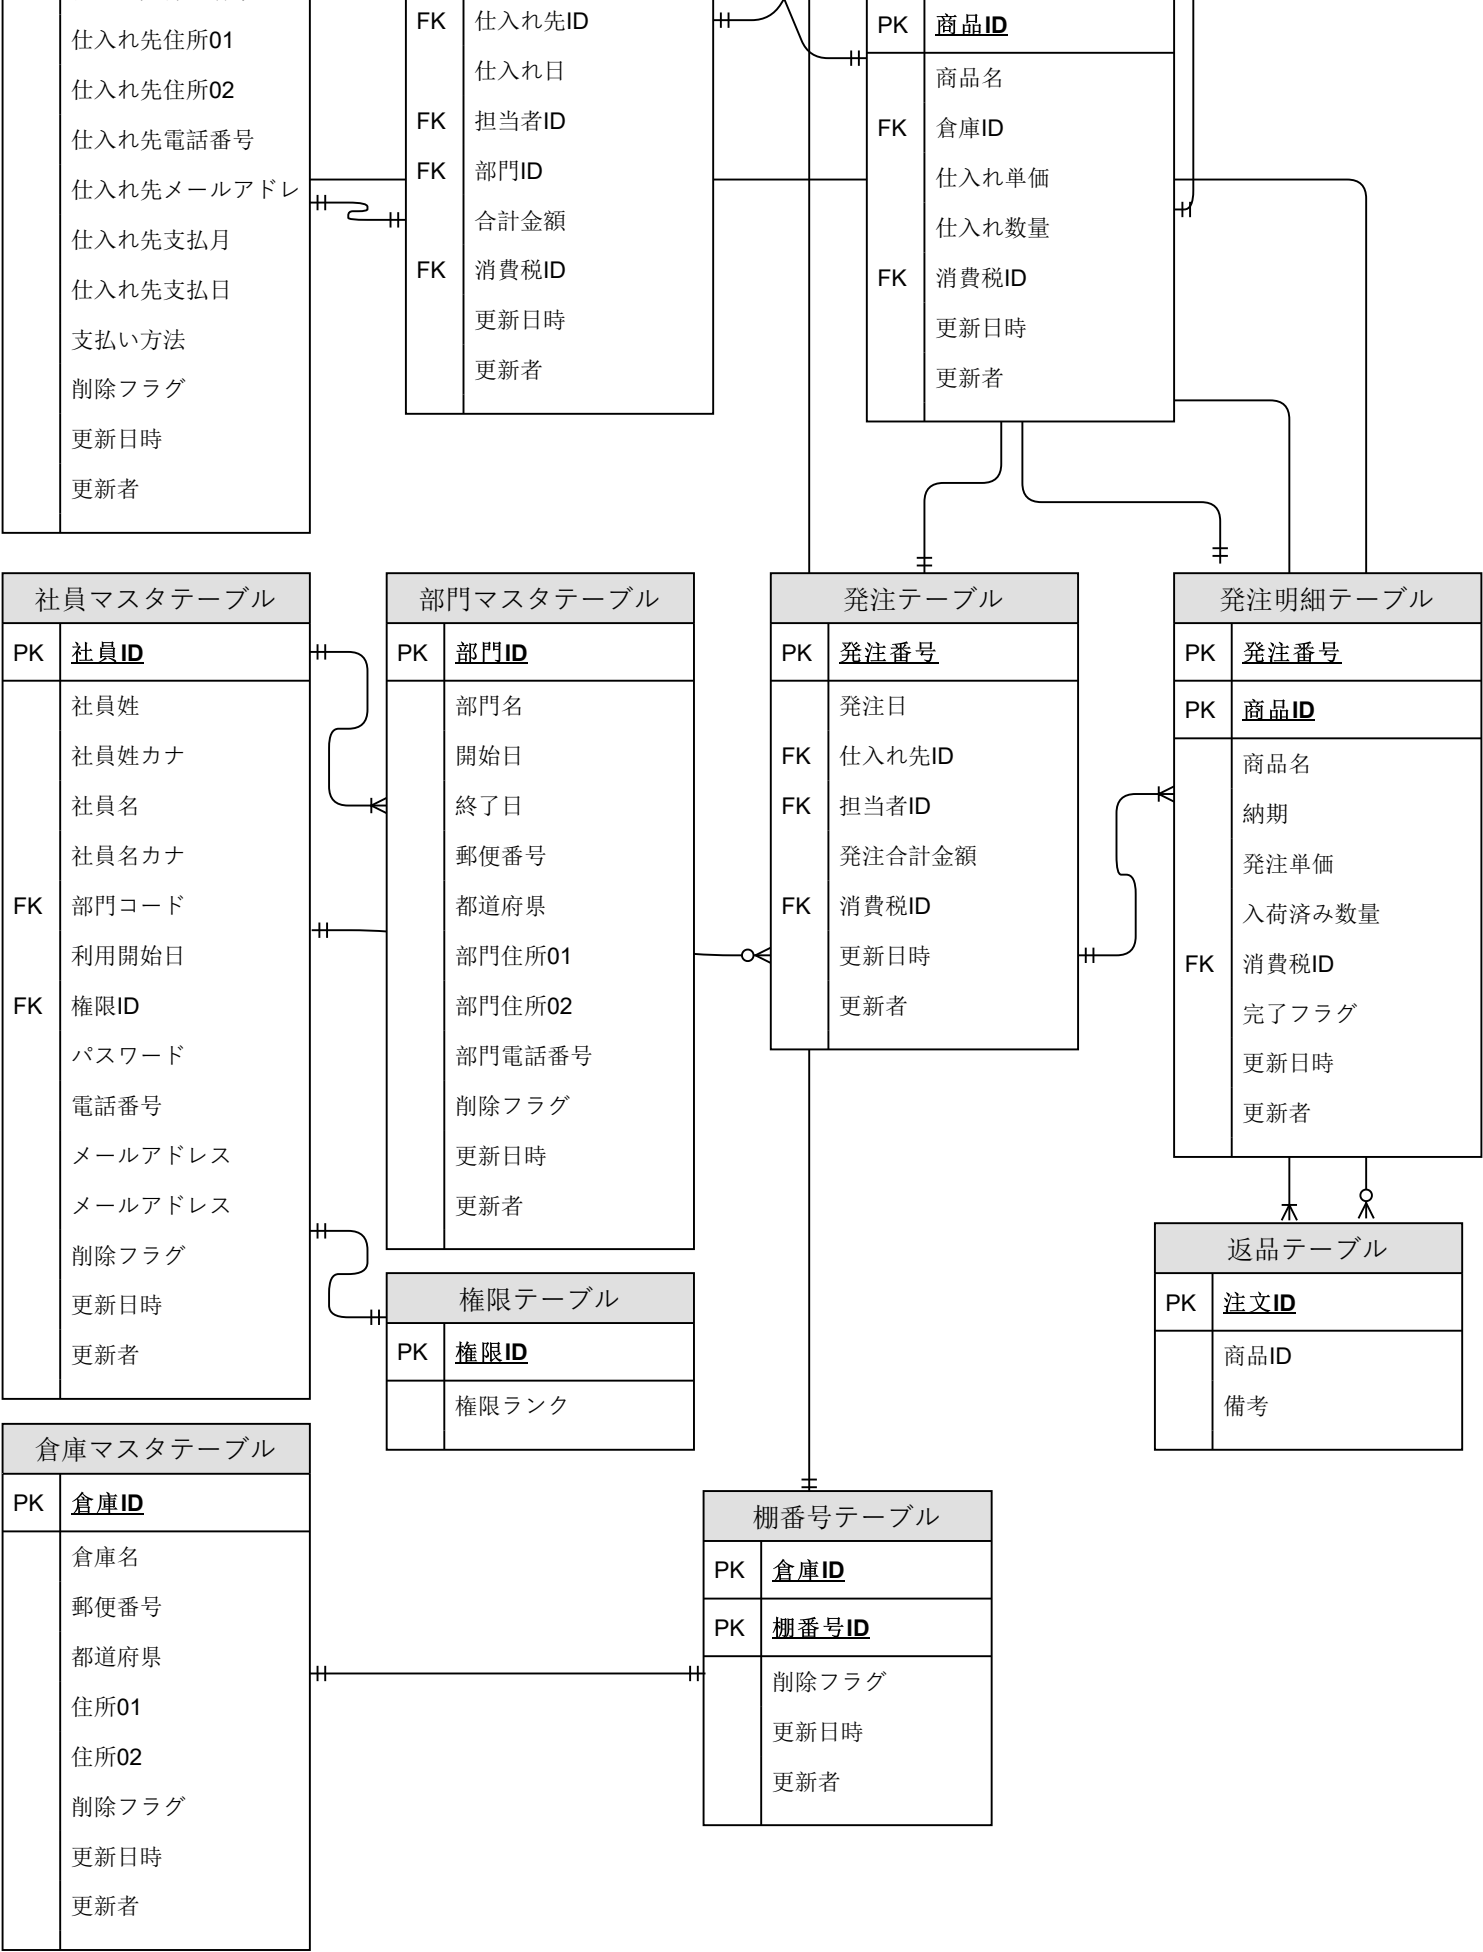 仕入れ先住所01
仕入れ先住所02
仕入れ先電話番号
仕入れ先メールアドレ
仕入れ先支払月
仕入れ先支払日
支払い方法
削除フラグ
更新日時
更新者
FK 仕入れ先ID
仕入れ日
FK 担当者ID
FK 部門ID
合計金額
FK 消費税ID
更新日時
更新者
PK 商品ID
商品名
FK 倉庫ID
仕入れ単価
仕入れ数量
FK 消費税ID
更新日時
更新者
社員マスタテーブル
PK 社員ID
社員姓
社員姓カナ
社員名
社員名カナ
FK 部門コード
利用開始日
FK 権限ID
パスワード
電話番号
メールアドレス
メールアドレス
削除フラグ
更新日時
更新者
部門マスタテーブル
PK 部門ID
部門名
開始日
終了日
郵便番号
都道府県
部門住所01
部門住所02
部門電話番号
削除フラグ
更新日時
更新者
発注テーブル
PK 発注番号
発注日
FK 仕入れ先ID
FK 担当者ID
発注合計金額
FK 消費税ID
更新日時
更新者
発注明細テーブル
PK 発注番号
PK 商品ID
商品名
納期
発注単価
入荷済み数量
FK 消費税ID
完了フラグ
更新日時
更新者
権限テーブル
PK 権限ID
権限ランク
返品テーブル
PK 注文ID
商品ID
備考
倉庫マスタテーブル
PK 倉庫ID
倉庫名
郵便番号
都道府県
住所01
住所02
削除フラグ
更新日時
更新者
棚番号テーブル
PK 倉庫ID
PK 棚番号ID
削除フラグ
更新日時
更新者